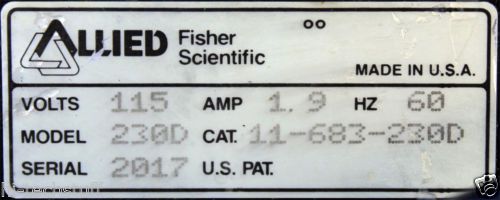 ALLIED Fisher
Scientific
MADE IN U.S.A.
VOLTS 115 AMP 1.9 HZ 60
MODEL 230D CAT. 11-683-230D
SERIAL 2017 U.S. PAT.